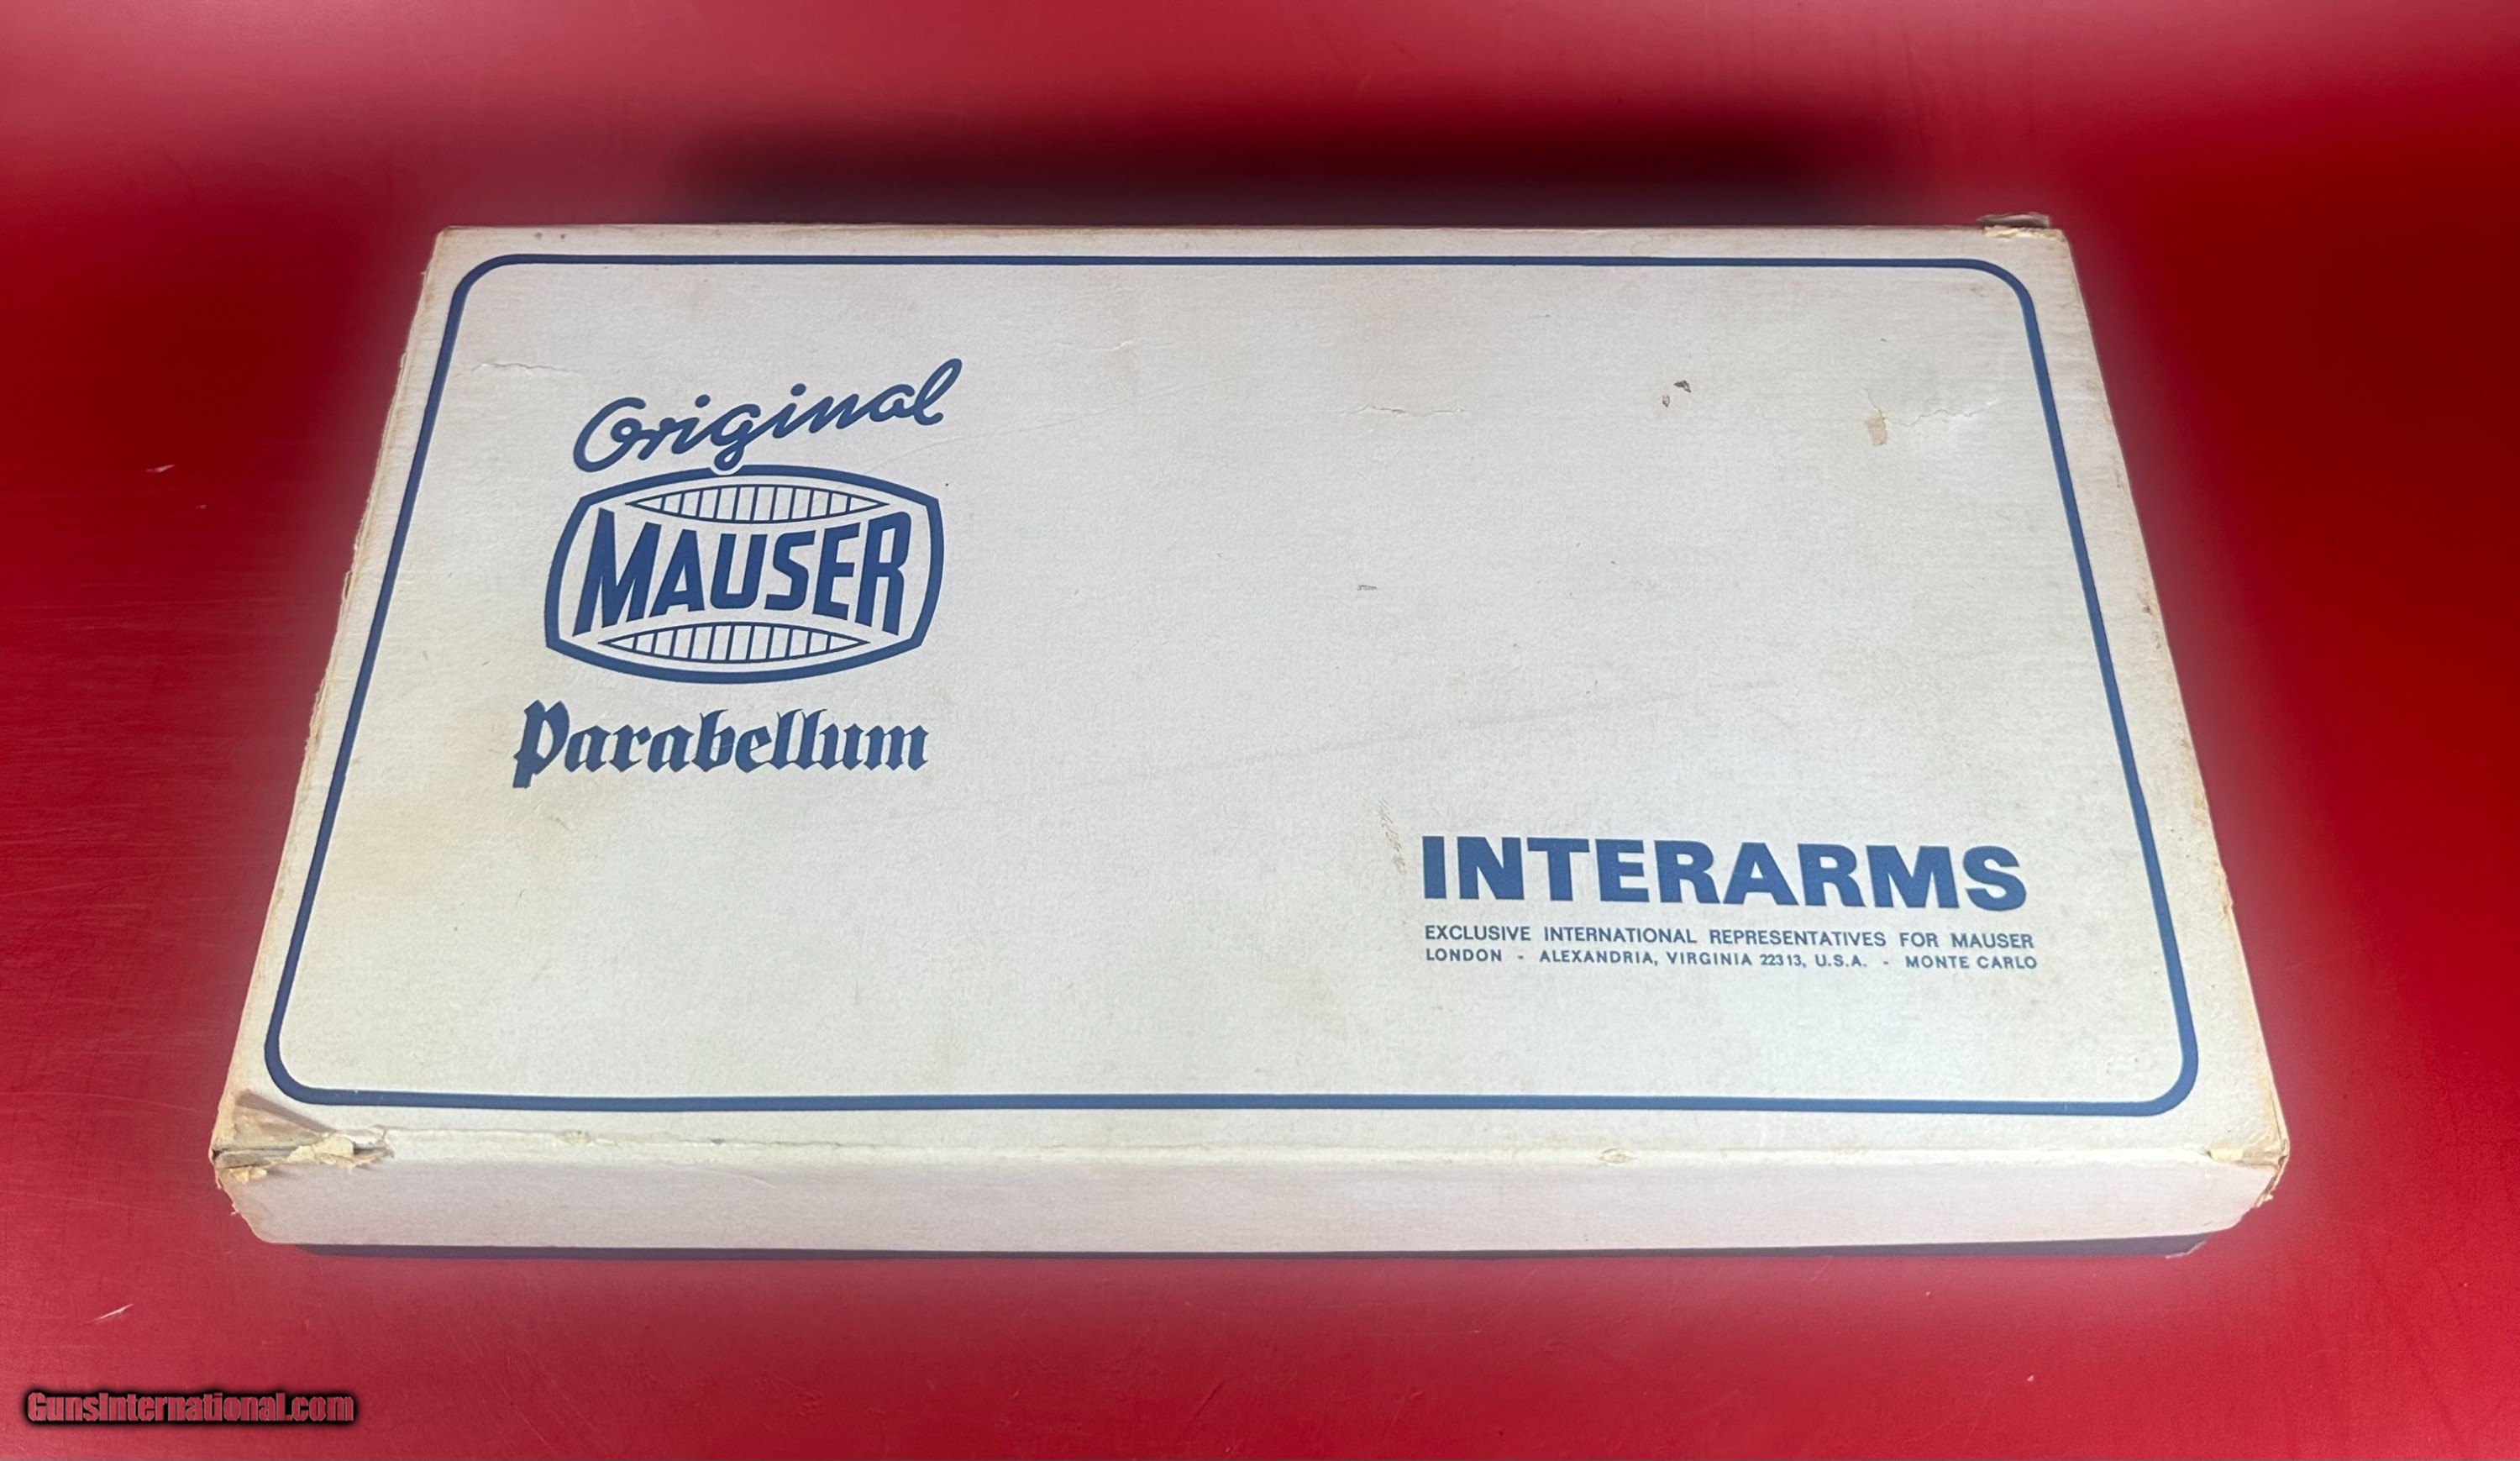 Original
MAUSER
Parabellum
INTERARMS
EXCLUSIVE INTERNATIONAL REPRESENTATIVES FOR MAUSER
LONDON - ALEXANDRIA, VIRGINIA 22313, U.S.A. - MONTE CARLO
GunsInternational.com